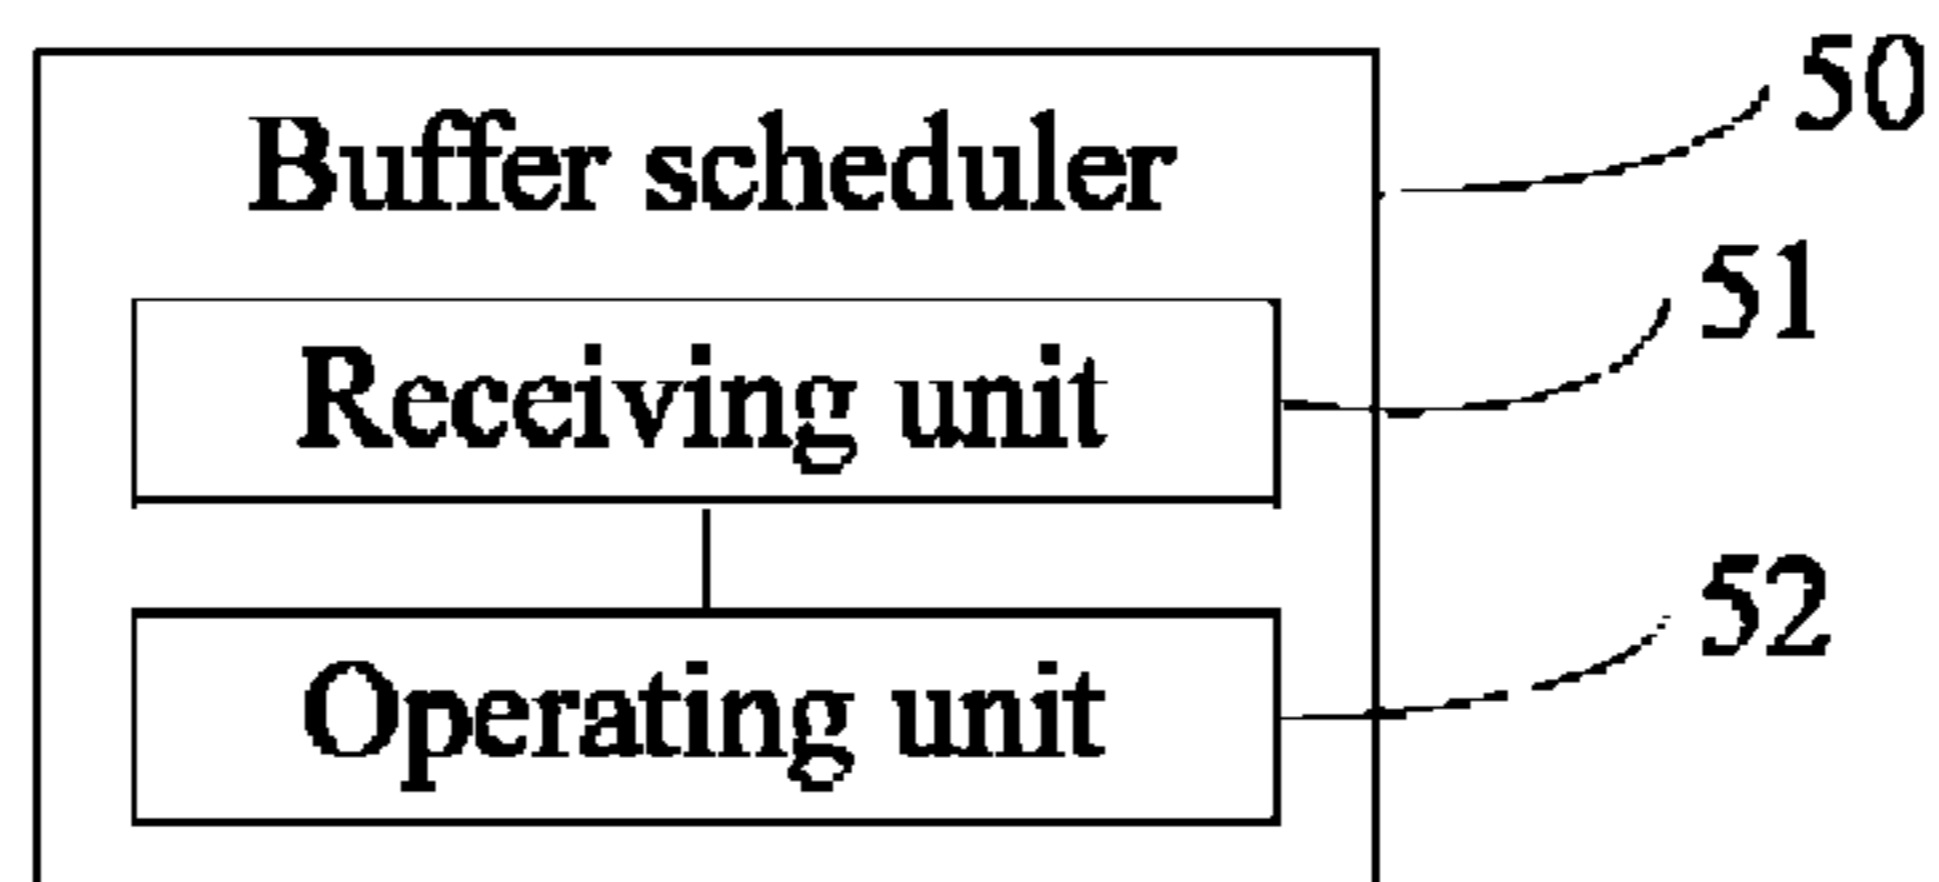 Buffer scheduler
50
Receiving unit
51
Operating unit
52